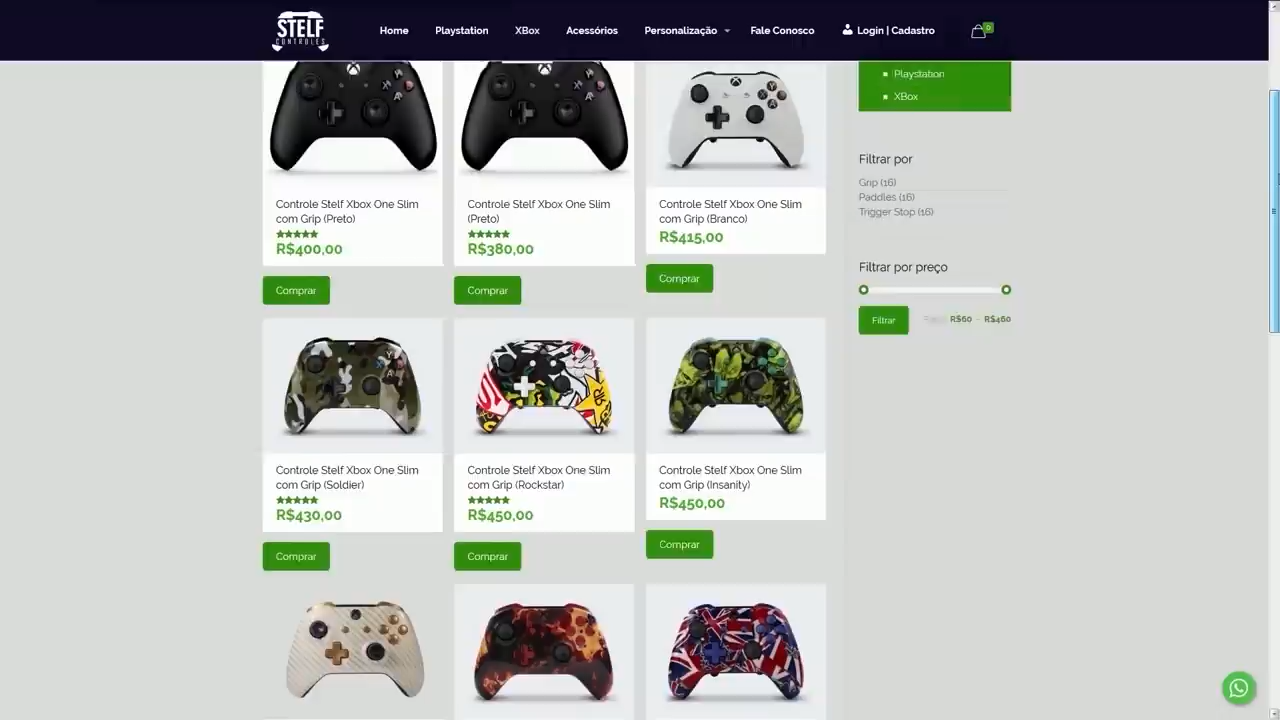 STELF
CONTROLES
Home
Playstation
XBox
Acessórios
Personalização
Fale Conosco
Login | Cadastro
0
Playstation
XBox
Filtrar por
Grip (16)
Paddles (16)
Trigger Stop (16)
Filtrar por preço
Filtrar
R$60 - R$460
Controle Stelf Xbox One Slim
com Grip (Preto)
R$400,00
Comprar
Controle Stelf Xbox One Slim
(Preto)
R$380,00
Comprar
Controle Stelf Xbox One Slim
com Grip (Branco)
R$415,00
Comprar
Controle Stelf Xbox One Slim
com Grip (Soldier)
R$430,00
Comprar
Controle Stelf Xbox One Slim
com Grip (Rockstar)
R$450,00
Comprar
Controle Stelf Xbox One Slim
com Grip (Insanity)
R$450,00
Comprar